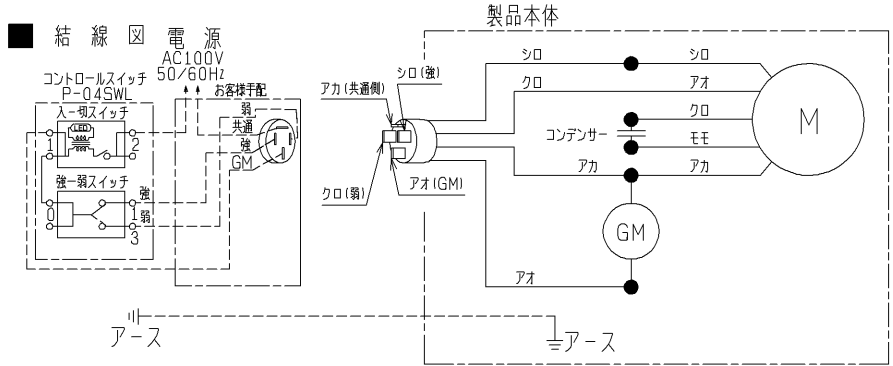 製品本体
■ 結線図
電源
AC100V
50/60Hz
コントロールスイッチ
P-04SWL
お客様手配
入ー切スイッチ
LED
1
2
強ー弱スイッチ
0
強
1
弱
3
弱
共通
強
GM
アカ(共通側)
シロ(強)
クロ(弱)
アオ(GM)
シロ
クロ
アカ
アオ
コンデンサー
シロ
アオ
クロ
モモ
アカ
M
GM
アース
アース